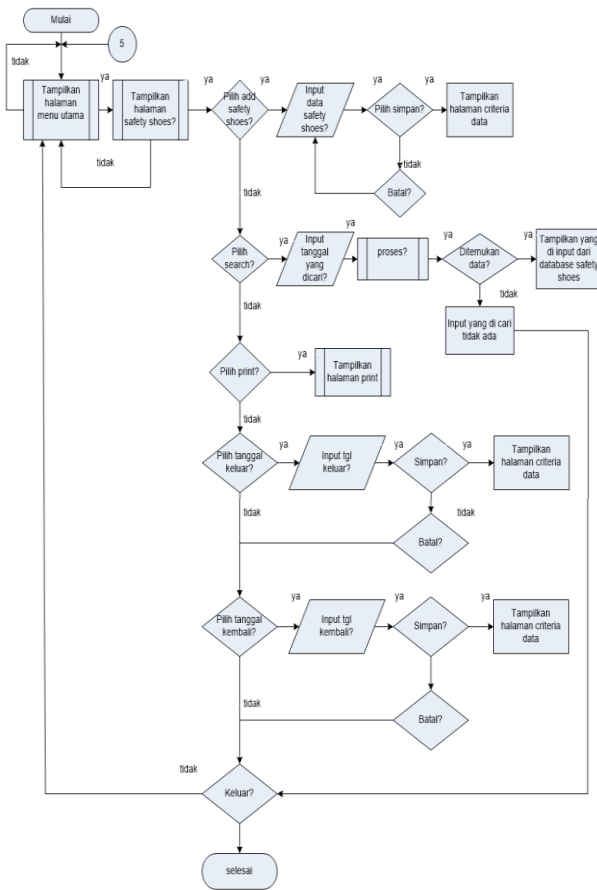 Mulai
5
tidak
Tampilkan
halaman
menu utama
ya
Tampilkan
halaman
safety shoes?
tidak
ya
Pilih add
safety
shoes?
ya
Input
data
safety
shoes?
ya
Pilih simpan?
ya
Tampilkan
halaman criteria
data
tidak
Batal?
tidak
Pilih
search?
ya
Input
tanggal
yang
dicari?
ya
proses?
ya
Ditemukan
data?
ya
Tampilkan yang
di input dari
database safety
shoes
tidak
Input yang di cari
tidak ada
tidak
Pilih print?
ya
Tampilkan
halaman print
tidak
Pilih tanggal
keluar?
ya
Input tgl
keluar?
ya
Simpan?
ya
Tampilkan
halaman criteria
data
tidak
tidak
Batal?
Pilih tanggal
kembali?
ya
Input tgl
kembali?
ya
Simpan?
ya
Tampilkan
halaman criteria
data
tidak
Batal?
tidak
Keluar?
selesai